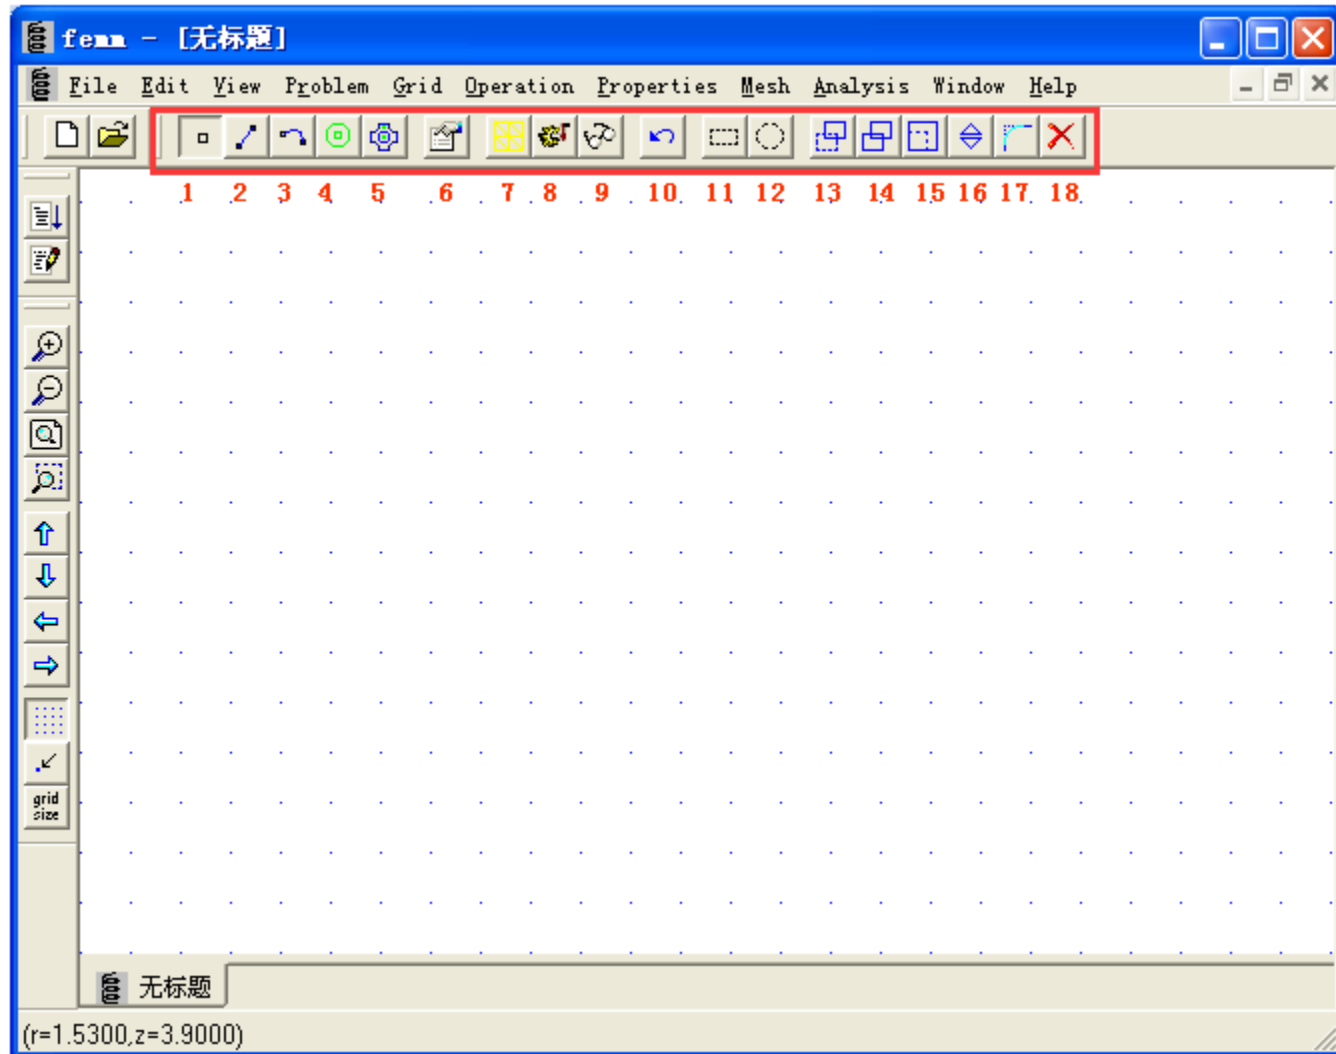 femm - [无标题]
File Edit View Problem Grid Operation Properties Mesh Analysis Window Help
1 2 3 4 5 6 7 8 9 10 11 12 13 14 15 16 17 18
grid
size
无标题
(r=1.5300,z=3.9000)